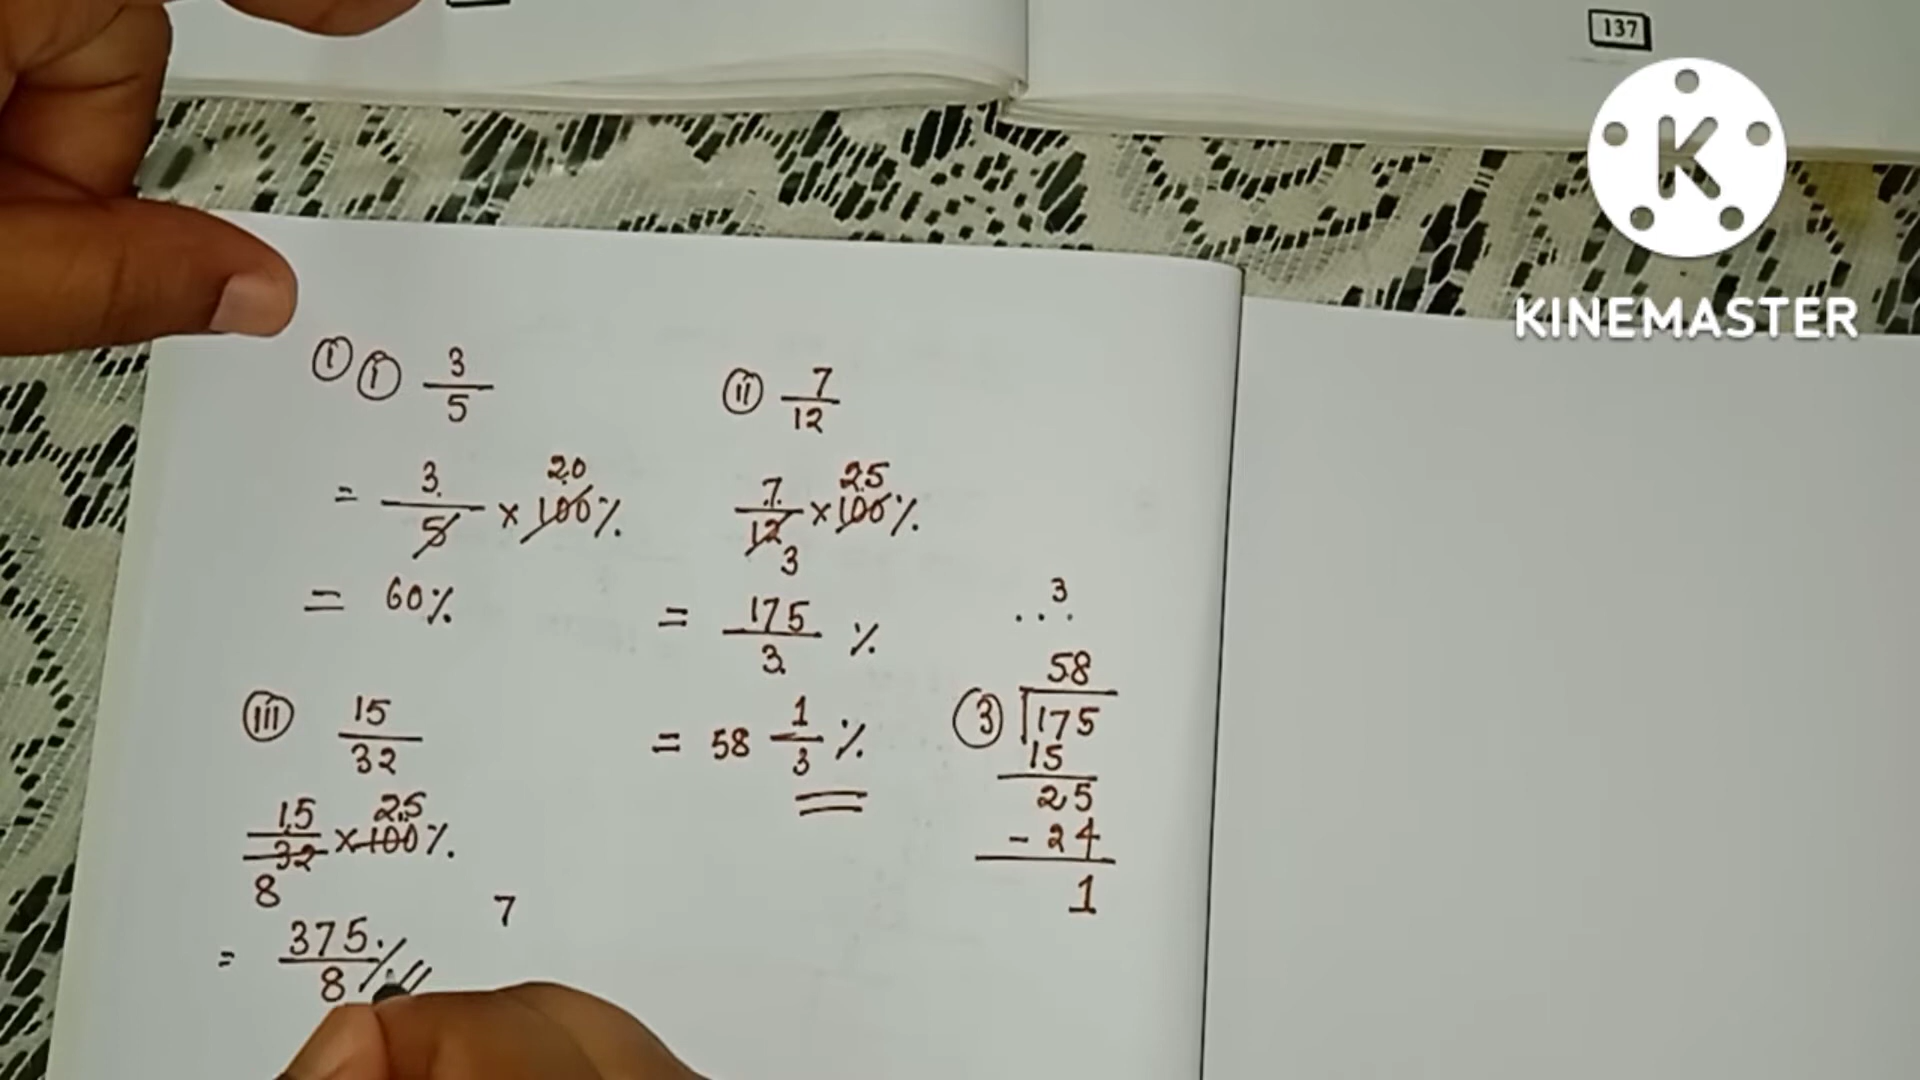 137
K
KINEMASTER
① ⓘ 3/5
= 3/5 × 100% 20
= 60%
ⓘⓘ 7/12
7/12 × 100% 25
3
= 175/3 %
= 58 1/3 %
3
...
58
③ 175
15
25
- 24
1
ⓘⓘⓘ 15/32
15/32 × 100% 25
8
7
= 375/8 %